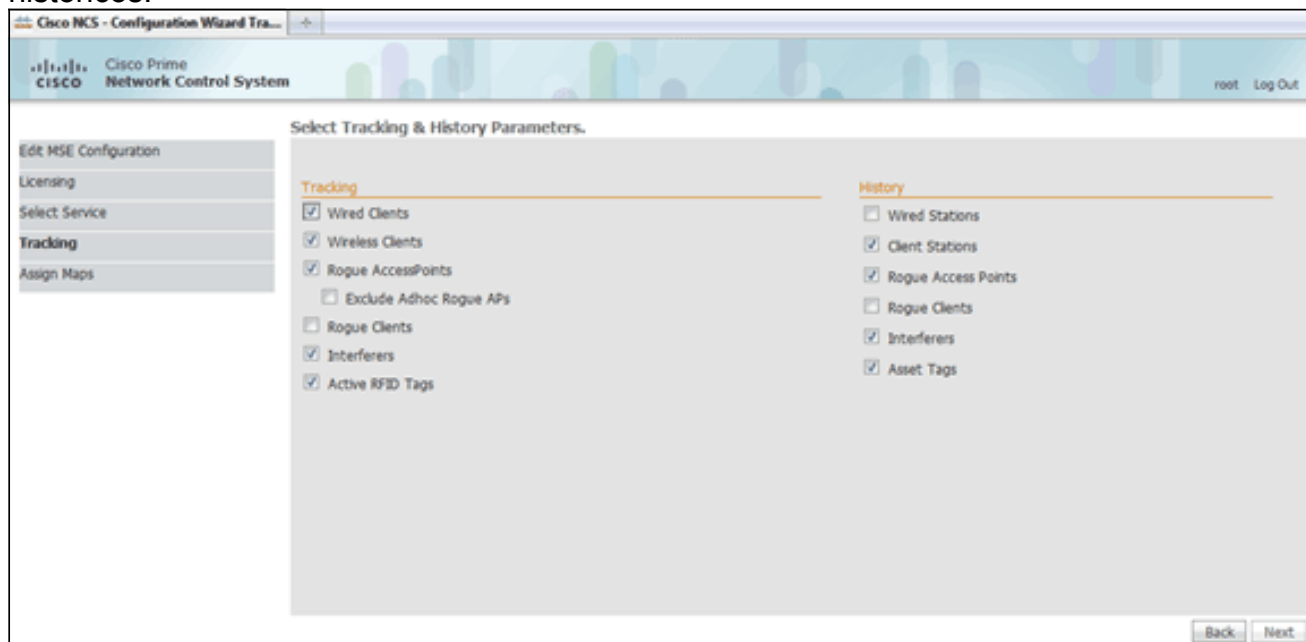 Cisco NCS - Configuration Wizard Tra...
CISCO
Cisco Prime
Network Control System
root Log Out
Select Tracking & History Parameters.
Edit MSE Configuration
Licensing
Select Service
Tracking
Assign Maps
Tracking
Wired Clients
Wireless Clients
Rogue AccessPoints
Exclude Adhoc Rogue APs
Rogue Clients
Interferers
Active RFID Tags
History
Wired Stations
Client Stations
Rogue Access Points
Rogue Clients
Interferers
Asset Tags
Back Next